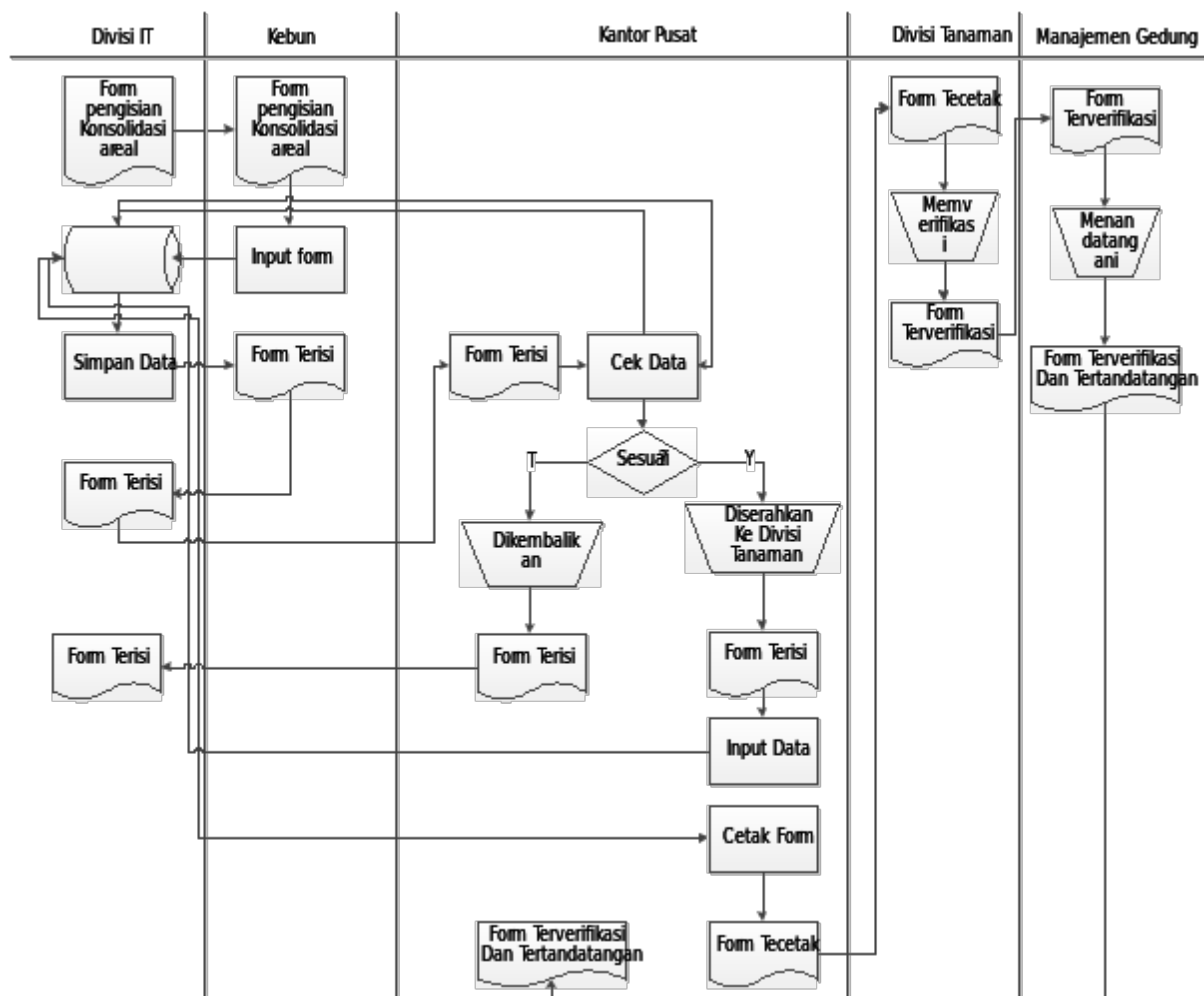 Divisi IT
Kebun
Kantor Pusat
Divisi Tanaman
Manajemen Gedung
Form
pengisian
Konsolidasi
areal
Form
pengisian
Konsolidasi
areal
Form Tecetak
Form
Terverifikasi
Memv
erifikas
i
Menan
datang
ani
Input form
Form
Terverifikasi
Simpan Data
Form Terisi
Form Terisi
Cek Data
Form Terverifikasi
Dan Tertandatangan
Form Terisi
T
Sesuai?
Y
Dikembalik
an
Diserahkan
Ke Divisi
Tanaman
Form Terisi
Form Terisi
Form Terisi
Input Data
Cetak Form
Form Terverifikasi
Dan Tertandatangan
Form Tecetak